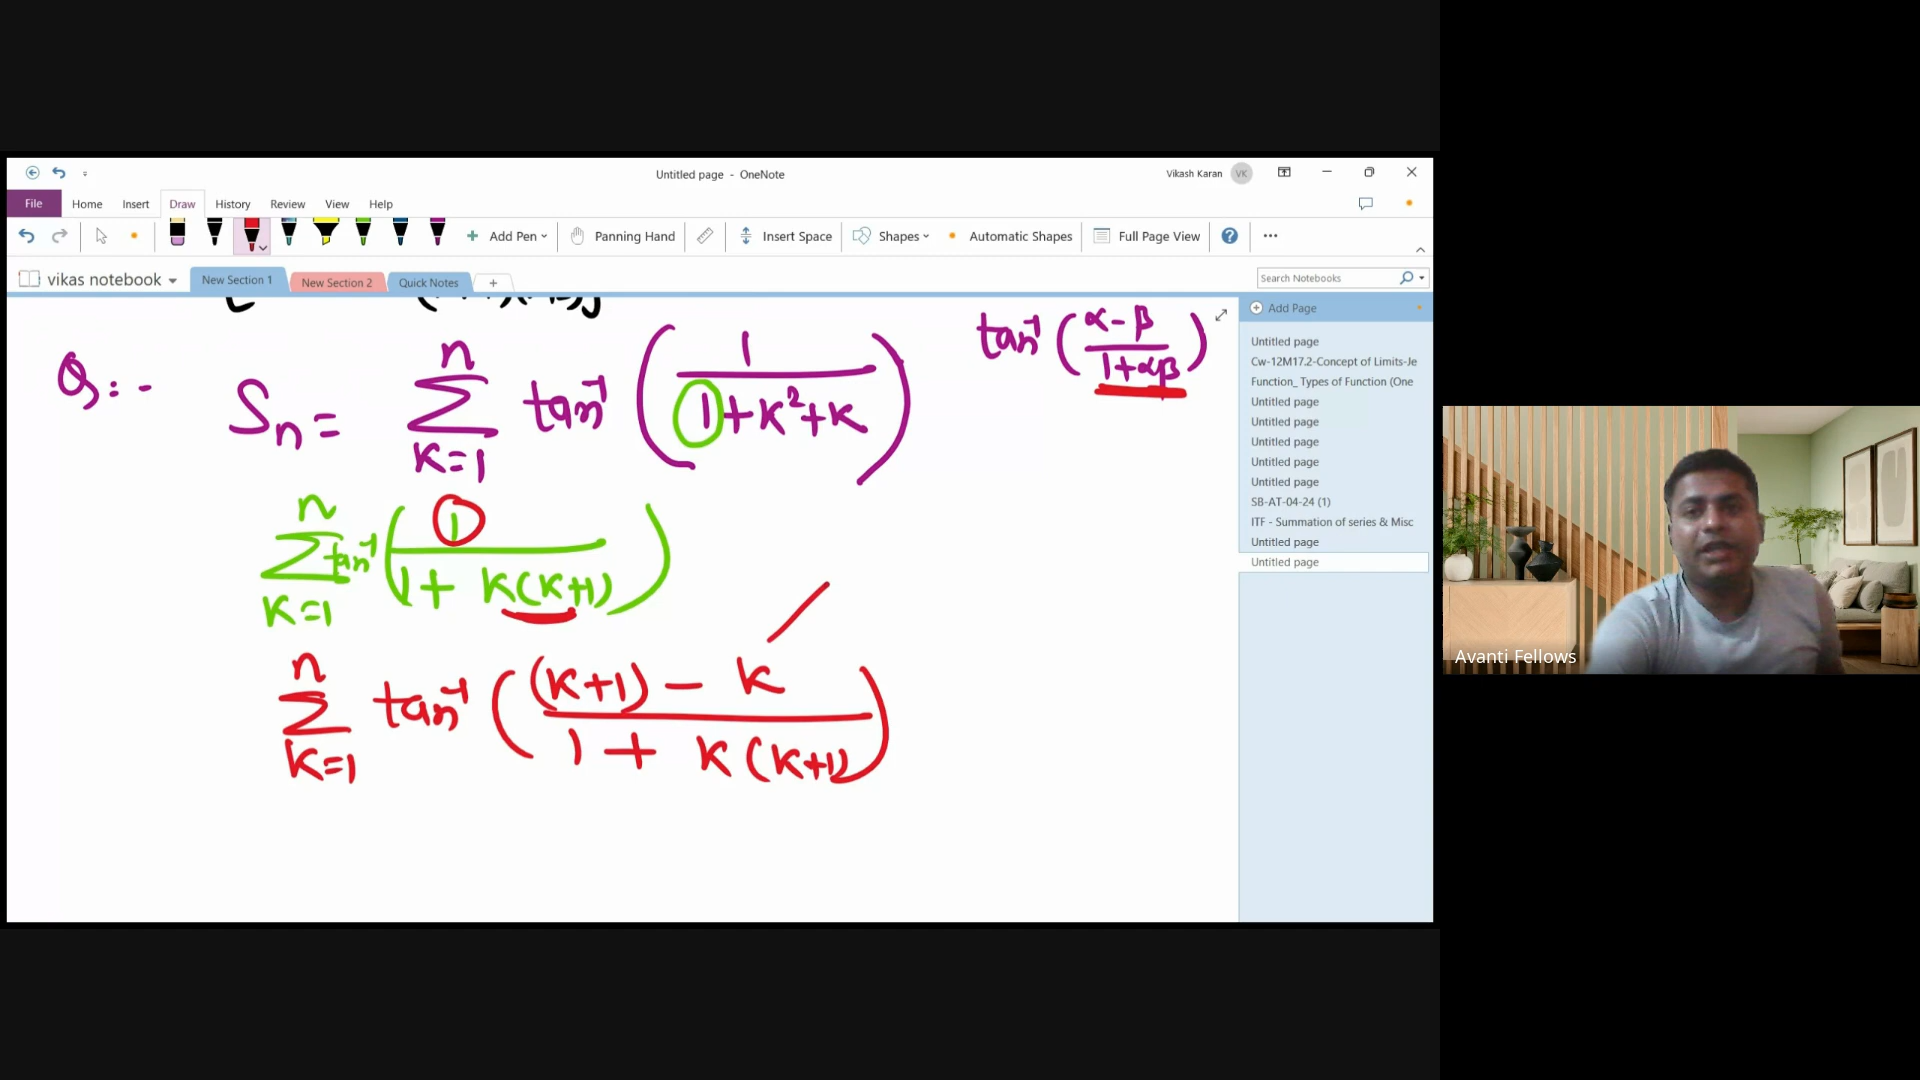 Untitled page - OneNote
Vikash Karan VK
File Home Insert Draw History Review View Help
+ Add Pen Panning Hand Insert Space Shapes Automatic Shapes Full Page View ? ...
vikas notebook New Section 1 New Section 2 Quick Notes +
Search Notebooks
Q:- Sn = n ∑ K=1 tan⁻¹ ( 1 / 1+K²+K )
tan⁻¹ ( α-β / 1+αβ )
n ∑ K=1 tan⁻¹ ( 1 / 1+ K(K+1) )
n ∑ K=1 tan⁻¹ ( (K+1) - K / 1 + K(K+1) )
Add Page
Untitled page
Cw-12M17.2-Concept of Limits-Je
Function_ Types of Function (One
Untitled page
Untitled page
Untitled page
Untitled page
Untitled page
SB-AT-04-24 (1)
ITF - Summation of series & Misc
Untitled page
Untitled page
Avanti Fellows